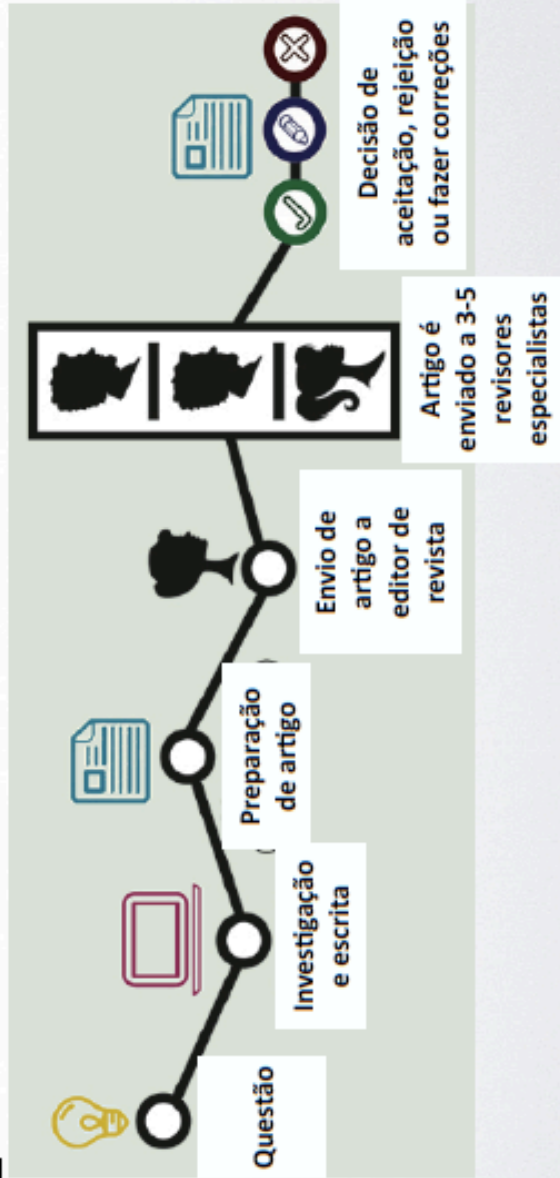 Questão
Investigação
e escrita
Preparação
de artigo
Envio de
artigo a
editor de
revista
Artigo é
enviado a 3-5
revisores
especialistas
Decisão de
aceitação, rejeição
ou fazer correções